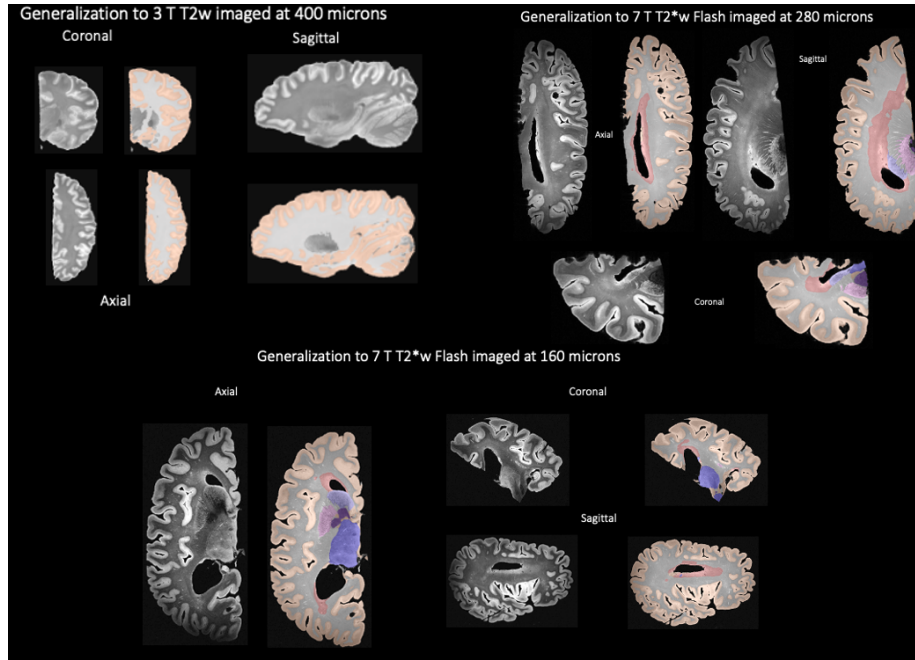 Generalization to 3 T T2w imaged at 400 microns
Coronal
Sagittal
Axial
Generalization to 7 T T2*w Flash imaged at 280 microns
Sagittal
Axial
Coronal
Generalization to 7 T T2*w Flash imaged at 160 microns
Axial
Coronal
Sagittal